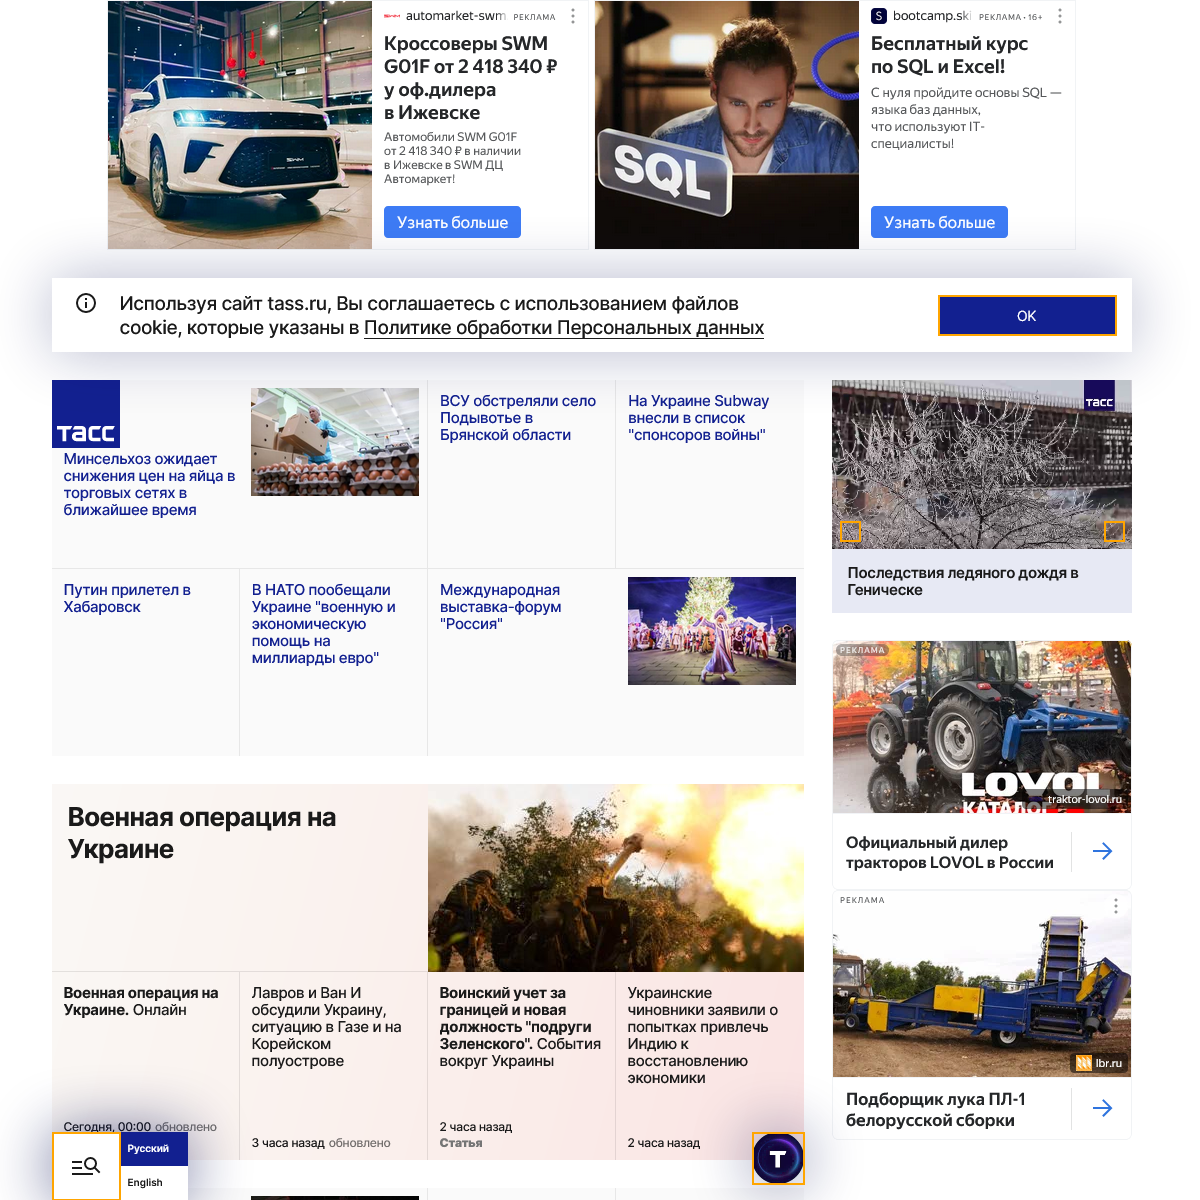 automarket-swm
РЕКЛАМА
Кроссоверы SWM
G01F от 2 418 340 ₽
у оф.дилера
в Ижевске
Автомобили SWM G01F
от 2 418 340 ₽ в наличии
в Ижевске в SWM ДЦ
Автомаркет!
Узнать больше
SWM
SQL
S
bootcamp.sk
РЕКЛАМА • 16+
Бесплатный курс
по SQL и Excel!
С нуля пройдите основы SQL —
языка баз данных,
что используют IT-
специалисты!
Узнать больше
Используя сайт tass.ru, Вы соглашаетесь с использованием файлов
cookie, которые указаны в Политике обработки Персональных данных
OK
ТАСС
Минсельхоз ожидает
снижения цен на яйца в
торговых сетях в
ближайшее время
ВСУ обстреляли село
Подывотье в
Брянской области
На Украине Subway
внесли в список
"спонсоров войны"
Путин прилетел в
Хабаровск
В НАТО пообещали
Украине "военную и
экономическую
помощь на
миллиарды евро"
Международная
выставка-форум
"Россия"
ТАСС
Последствия ледяного дождя в
Геническе
РЕКЛАМА
LOVOL
КАТАЛОГ
traktor-lovol.ru
Официальный дилер
тракторов LOVOL в России
РЕКЛАМА
lbr.ru
Подборщик лука ПЛ-1
белорусской сборки
Военная операция на
Украине
Военная операция на
Украине. Онлайн
Сегодня, 00:00 обновлено
Лавров и Ван И
обсудили Украину,
ситуацию в Газе и на
Корейском
полуострове
3 часа назад обновлено
Воинский учет за
границей и новая
должность "подруги
Зеленского". События
вокруг Украины
2 часа назад
Статья
Украинские
чиновники заявили о
попытках привлечь
Индию к
восстановлению
экономики
2 часа назад
Русский
English
T